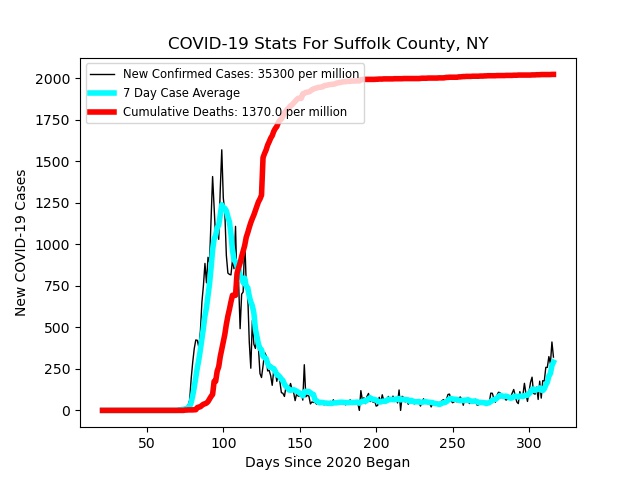 COVID-19 Stats For Suffolk County, NY
New Confirmed Cases: 35300 per million
7 Day Case Average
Cumulative Deaths: 1370.0 per million
New COVID-19 Cases
2000
1750
1500
1250
1000
750
500
250
0
50 100 150 200 250 300
Days Since 2020 Began